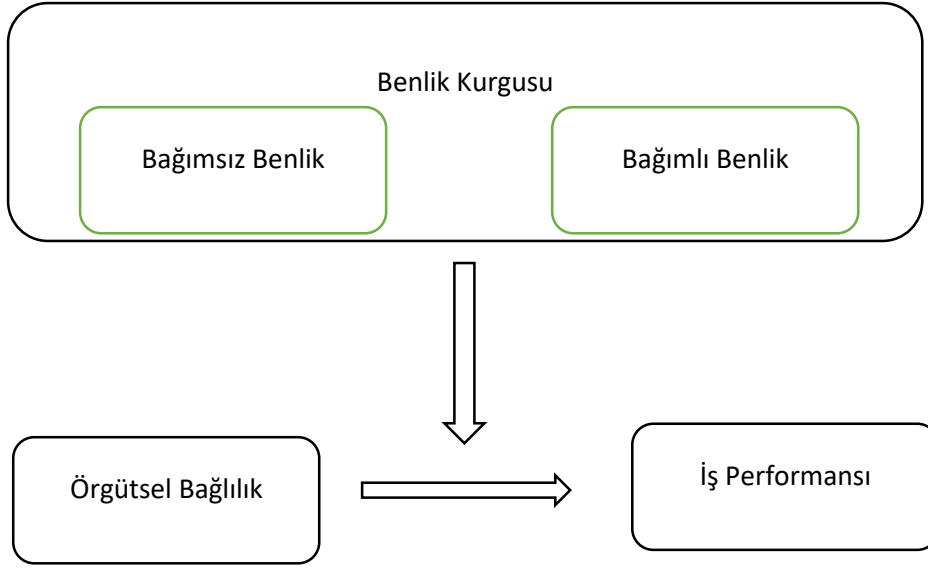 Benlik Kurgusu
Bağımsız Benlik
Bağımlı Benlik
Örgütsel Bağlılık
İş Performansı